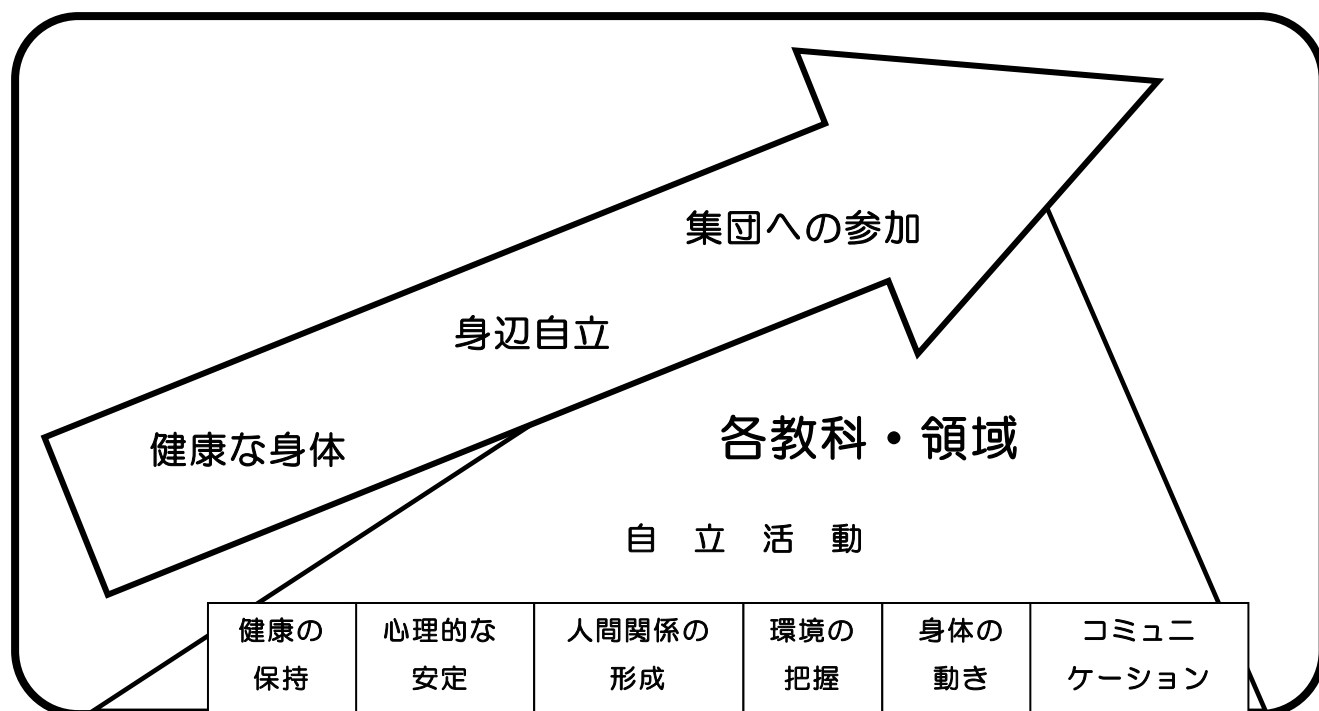 集団への参加
身辺自立
健康な身体
各教科・領域
自 立 活 動
健康の
保持
心理的な
安定
人間関係の
形成
環境の
把握
身体の
動き
コミュニ
ケーション